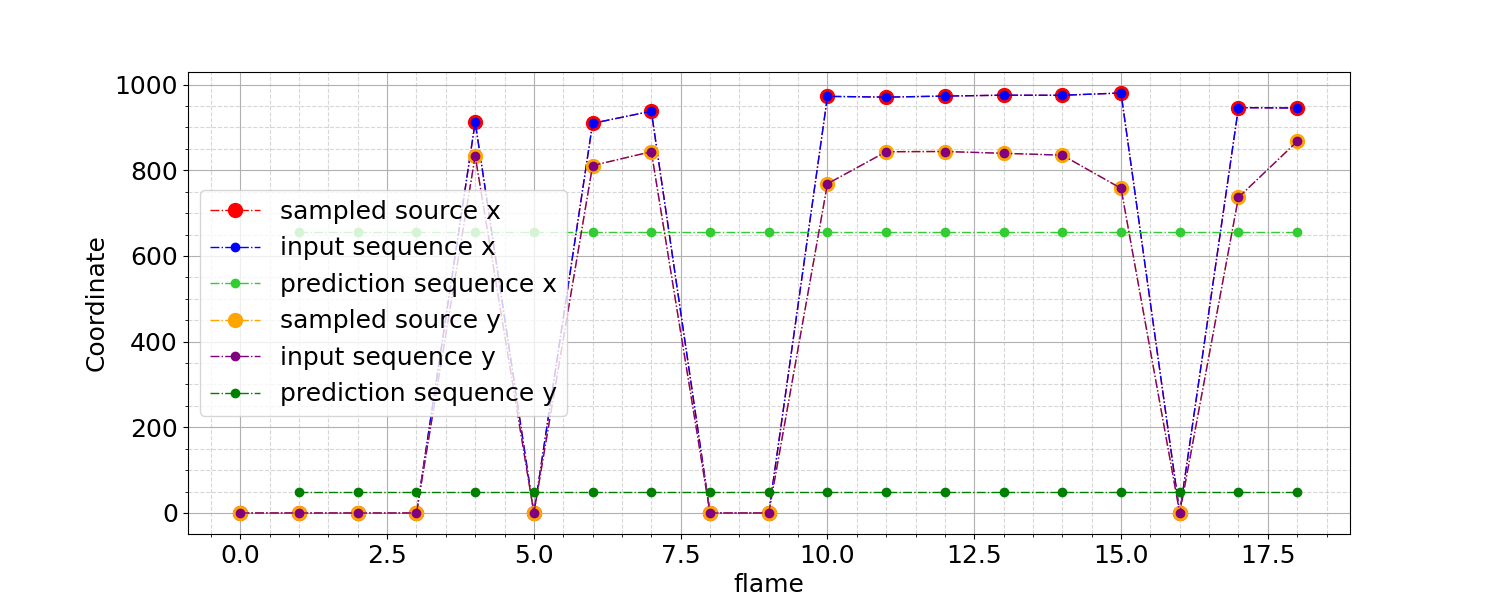 1000
800
600
400
200
0
Coordinate
sampled source x
input sequence x
prediction sequence x
sampled source y
input sequence y
prediction sequence y
0.0 2.5 5.0 7.5 10.0 12.5 15.0 17.5
flame